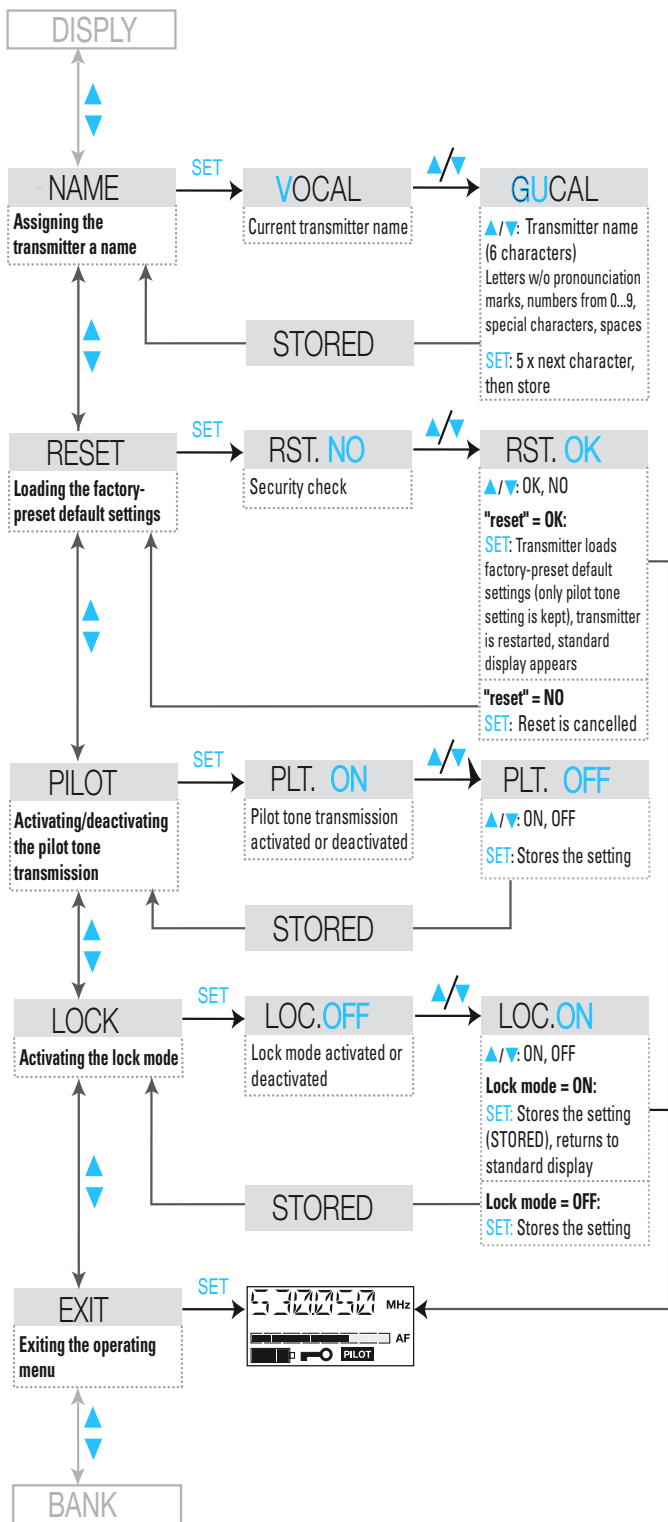 DISPLY
NAME
Assigning the
transmitter a name
SET
VOCAL
Current transmitter name
▲/▼
GUCAL
▲/▼: Transmitter name
(6 characters)
Letters w/o pronounciation
marks, numbers from 0...9,
special characters, spaces
SET: 5 x next character,
then store
STORED
RESET
Loading the factory-
preset default settings
SET
RST. NO
Security check
▲/▼
RST. OK
▲/▼: OK, NO
"reset" = OK:
SET: Transmitter loads
factory-preset default
settings (only pilot tone
setting is kept), transmitter
is restarted, standard
display appears
"reset" = NO
SET: Reset is cancelled
PILOT
Activating/deactivating
the pilot tone
transmission
SET
PLT. ON
Pilot tone transmission
activated or deactivated
▲/▼
PLT. OFF
▲/▼: ON, OFF
SET: Stores the setting
STORED
LOCK
Activating the lock mode
SET
LOC.OFF
Lock mode activated or
deactivated
▲/▼
LOC.ON
▲/▼: ON, OFF
Lock mode = ON:
SET: Stores the setting
(STORED), returns to
standard display
Lock mode = OFF:
SET: Stores the setting
STORED
EXIT
Exiting the operating
menu
SET
530.050 MHz
AF
PILOT
BANK